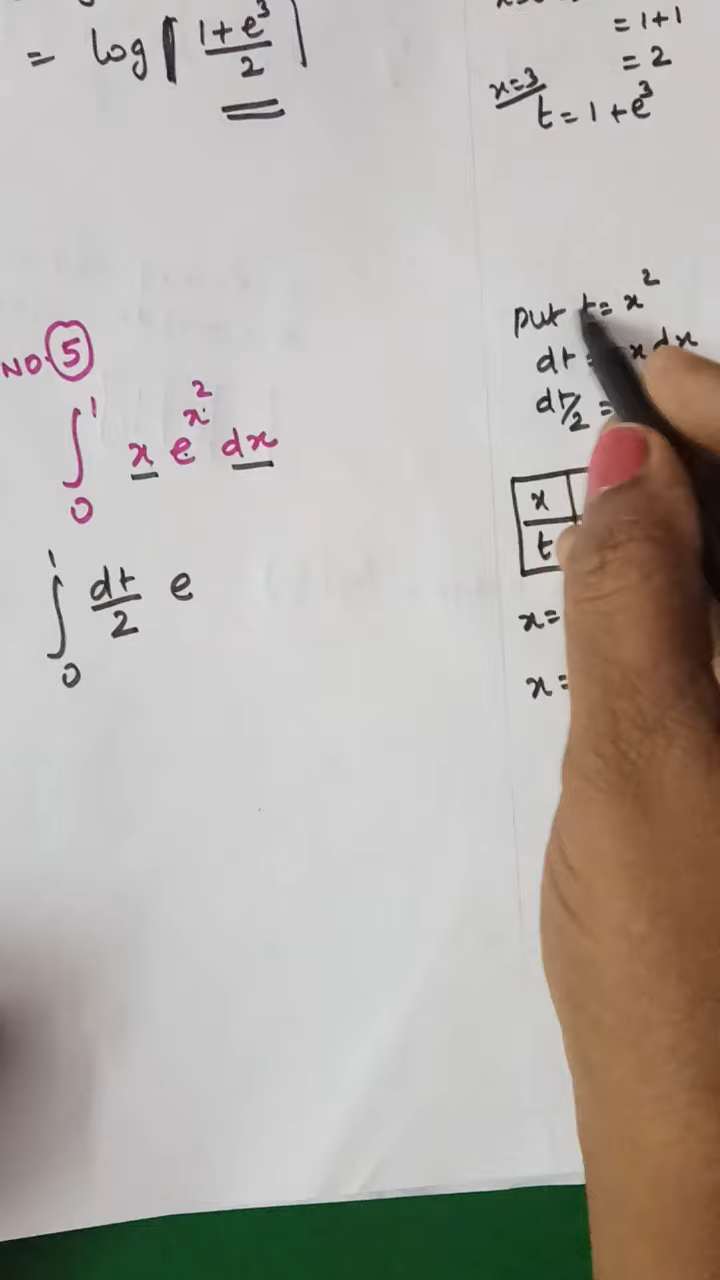 = log | 1+e³/2 |
= 1+1
= 2
x=3
t = 1+e³
put t = x²
dt = x dx
dt/2 =
NO. 5
∫₀¹ x e^x² dx
x
t
∫₀¹ dt/2 e
x=
x=